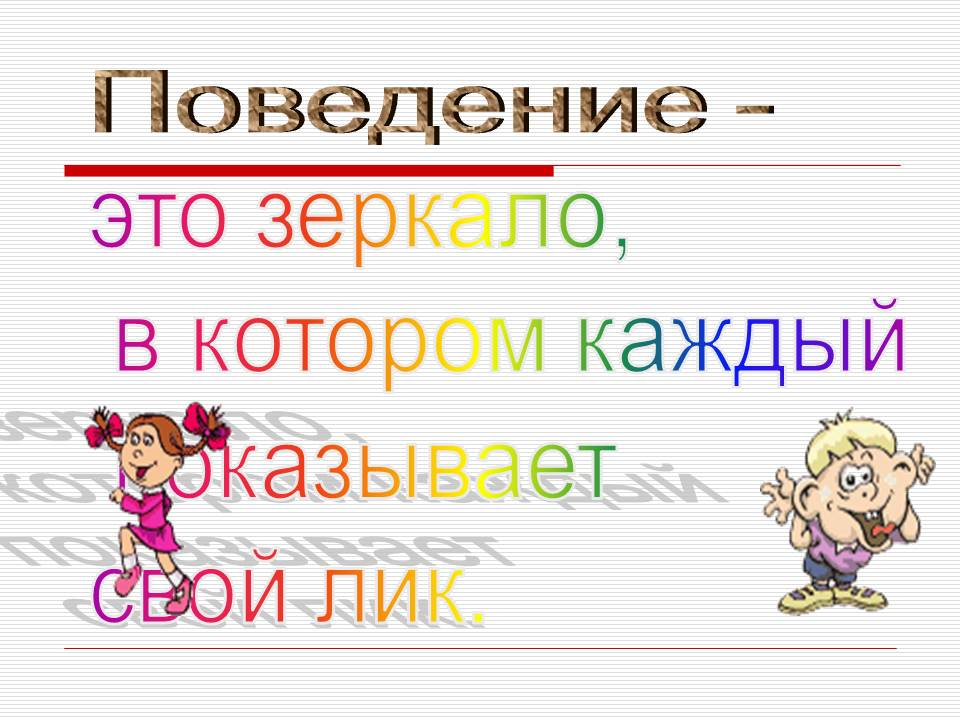 Поведение –
это зеркало,
в котором каждый
показывает
свой лик.